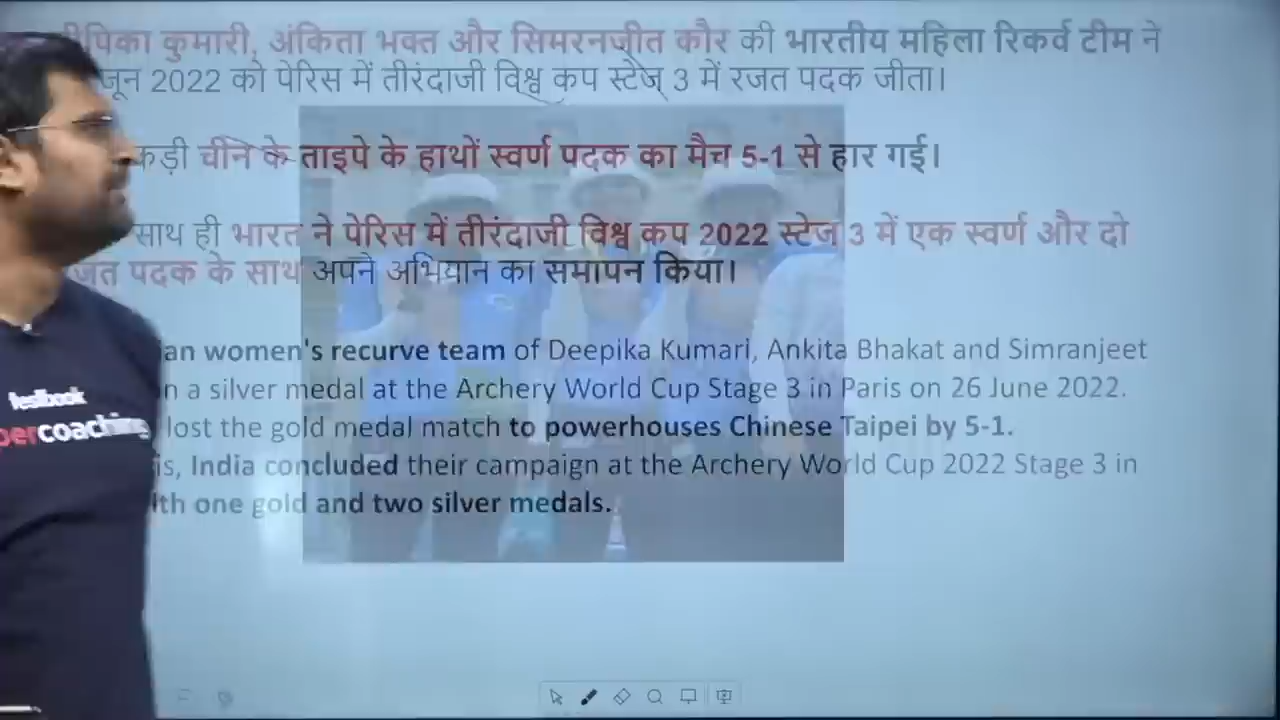 दीपिका कुमारी, अंकिता भक्त और सिमरनजीत कौर की भारतीय महिला रिकर्व टीम ने
जून 2022 को पेरिस में तीरंदाजी विश्व कप स्टेज 3 में रजत पदक जीता।
कड़ी चीन के ताइपे के हाथों स्वर्ण पदक का मैच 5-1 से हार गई।
साथ ही भारत ने पेरिस में तीरंदाजी विश्व कप 2022 स्टेज 3 में एक स्वर्ण और दो
रजत पदक के साथ अपने अभियान का समापन किया।
an women's recurve team of Deepika Kumari, Ankita Bhakat and Simranjeet
n a silver medal at the Archery World Cup Stage 3 in Paris on 26 June 2022.
lost the gold medal match to powerhouses Chinese Taipei by 5-1.
is, India concluded their campaign at the Archery World Cup 2022 Stage 3 in
ith one gold and two silver medals.
testbook
percoaching